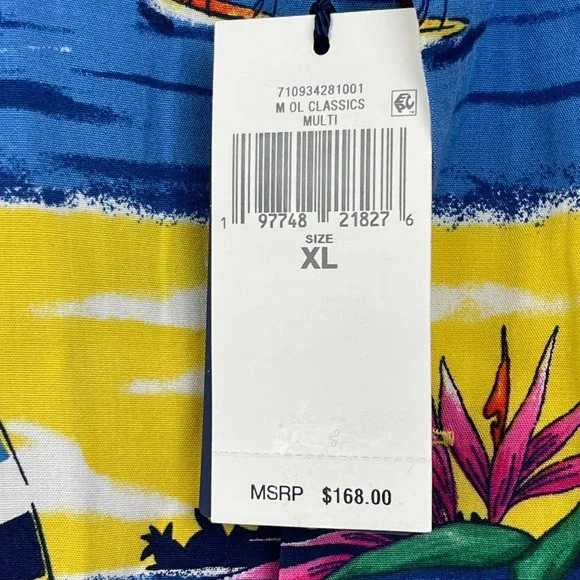 710934281001
M OL CLASSICS
MULTI
1 97748 21827 6
SIZE
XL
MSRP $168.00